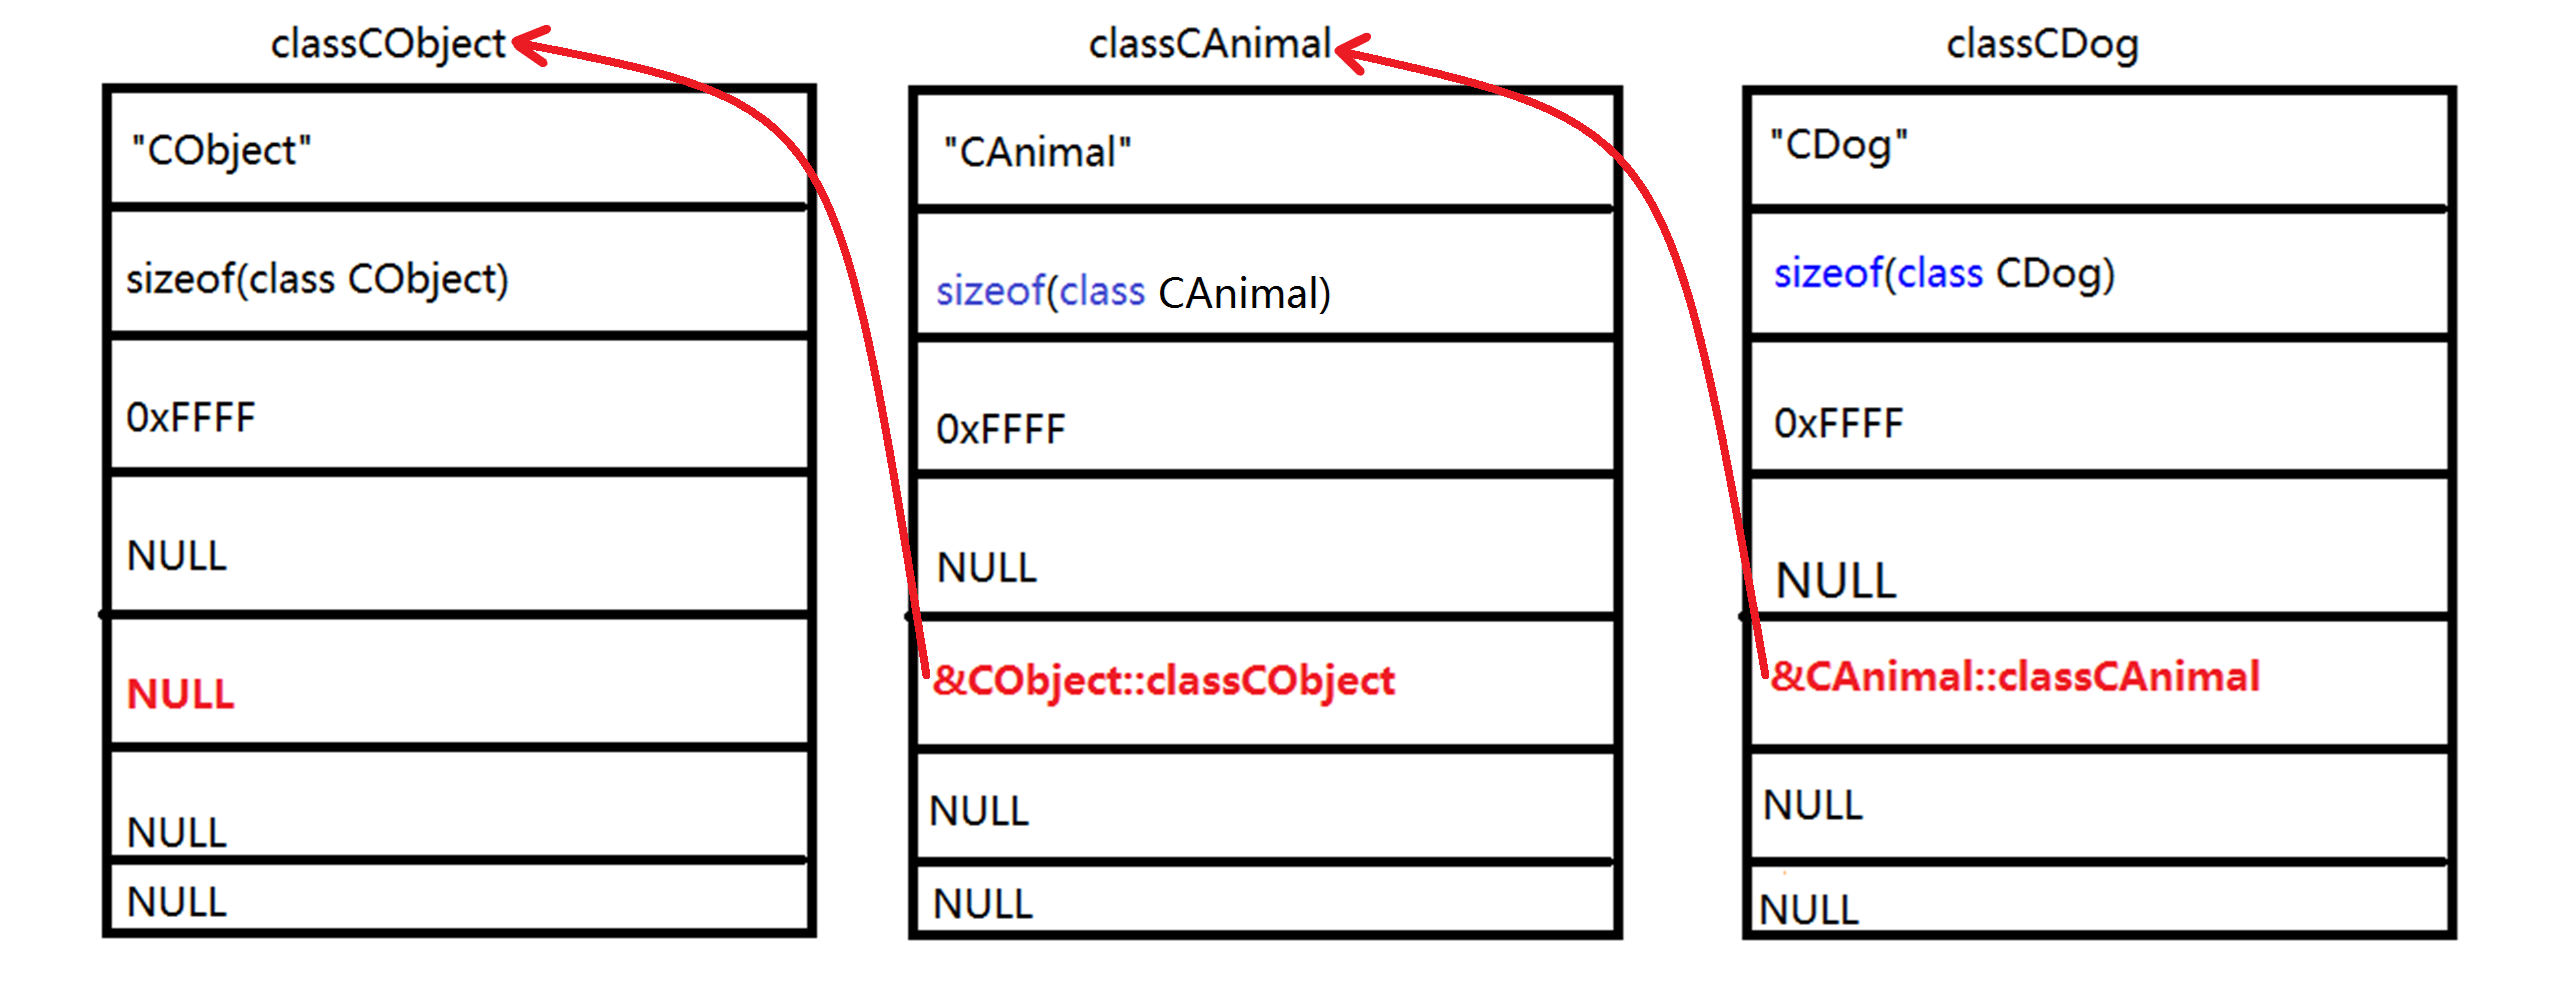 classCObject
"CObject"
sizeof(class CObject)
0xFFFF
NULL
NULL
NULL
NULL
classCAnimal
"CAnimal"
sizeof(class CAnimal)
0xFFFF
NULL
&CObject::classCObject
NULL
NULL
classCDog
"CDog"
sizeof(class CDog)
0xFFFF
NULL
&CAnimal::classCAnimal
NULL
NULL